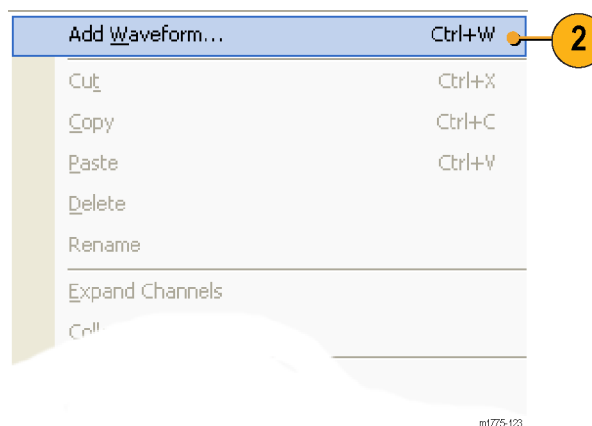 Add Waveform... Ctrl+W 2
Cut Ctrl+X
Copy Ctrl+C
Paste Ctrl+V
Delete
Rename
Expand Channels
m1775-123